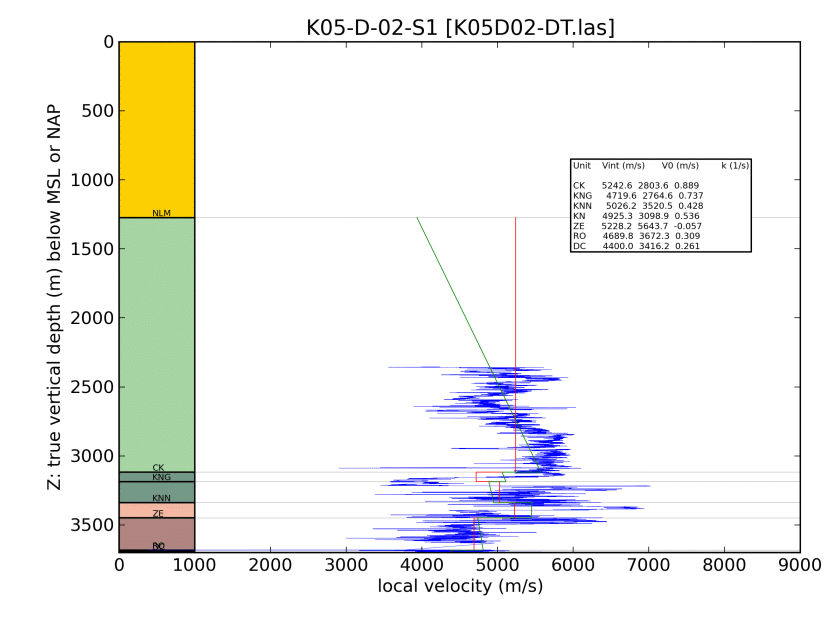 K05-D-02-S1 [K05D02-DT.las]
Z: true vertical depth (m) below MSL or NAP
0
500
1000
1500
2000
2500
3000
3500
NLM
CK
KNG
KNN
ZE
RO
Unit Vint (m/s) V0 (m/s) k (1/s)
CK 5242.6 2803.6 0.889
KNG 4719.6 2764.6 0.737
KNN 5026.2 3520.5 0.428
KN 4925.3 3098.9 0.536
ZE 5228.2 5643.7 -0.057
RO 4689.8 3672.3 0.309
DC 4400.0 3416.2 0.261
0 1000 2000 3000 4000 5000 6000 7000 8000 9000
local velocity (m/s)